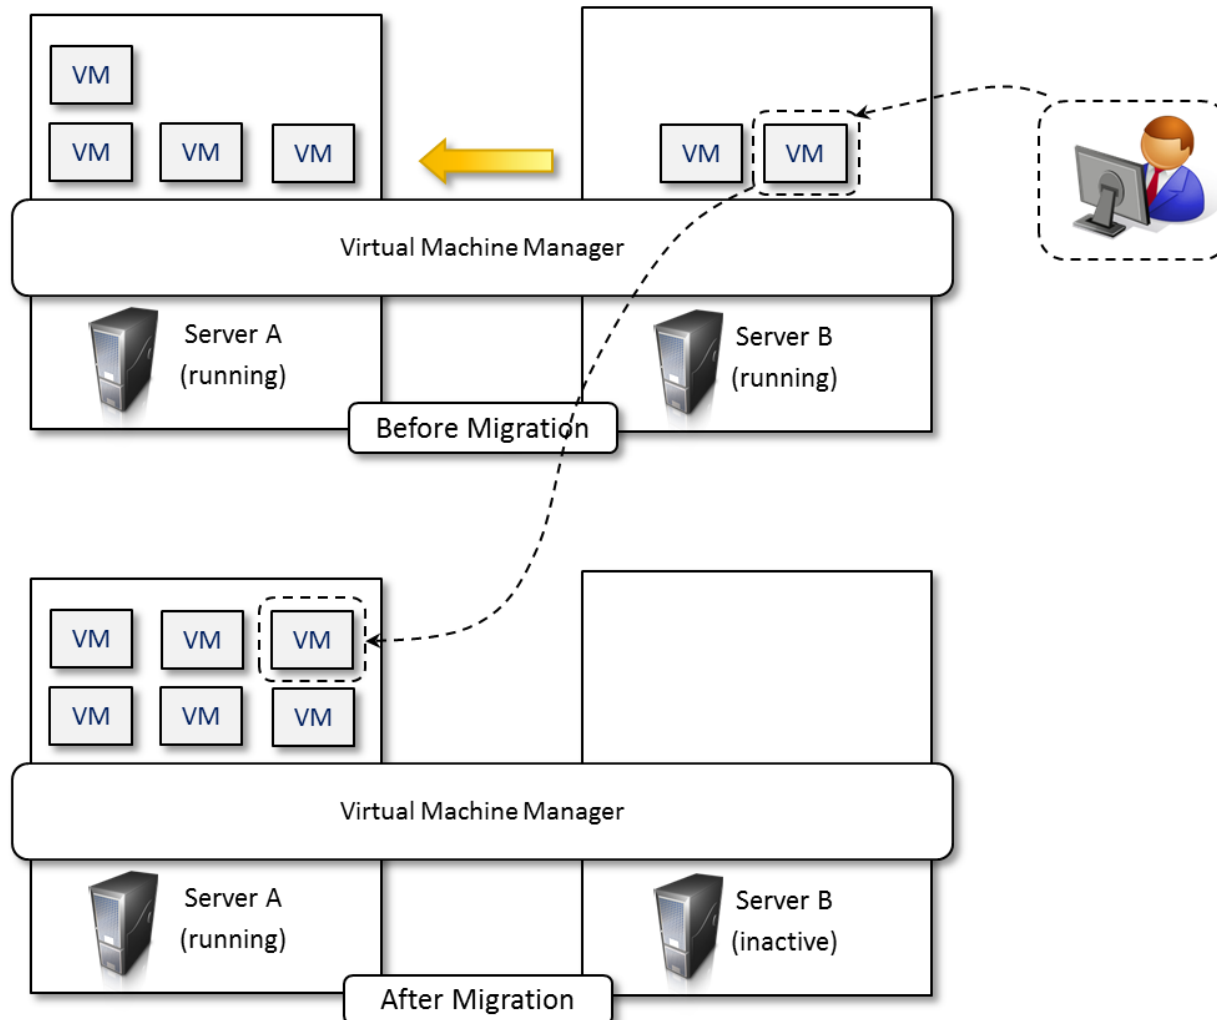 VM
VM VM VM VM VM
Virtual Machine Manager
Server A
(running)
Server B
(running)
Before Migration
VM VM VM
VM VM VM
Virtual Machine Manager
Server A
(running)
Server B
(inactive)
After Migration